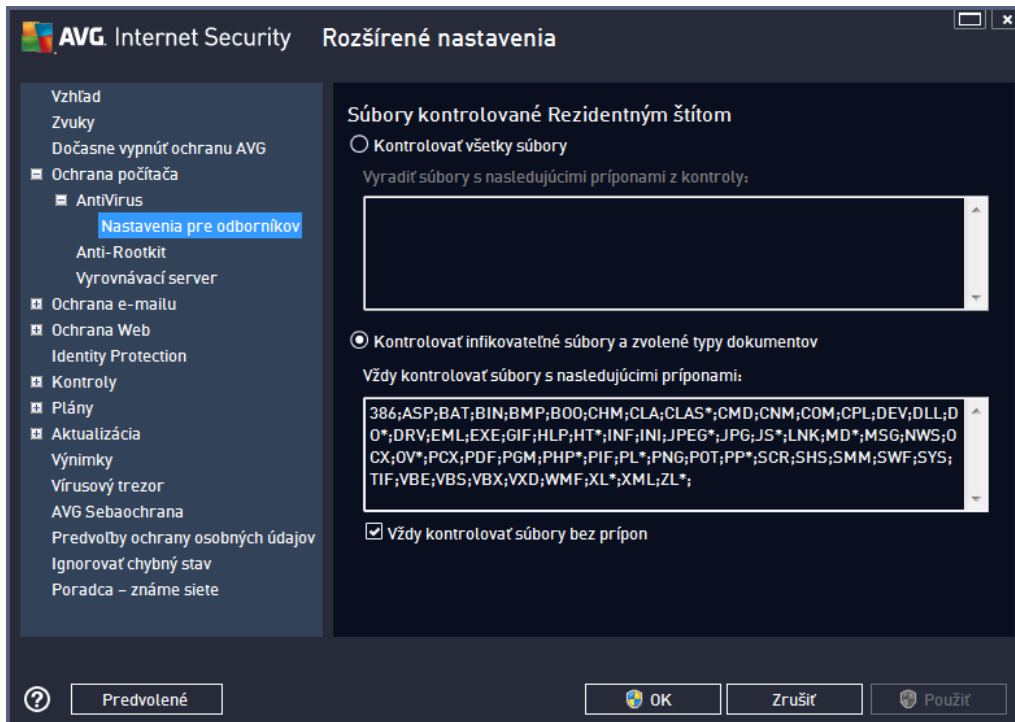 AVG. Internet Security
Rozšírené nastavenia
Vzhľad
Zvuky
Dočasne vypnúť ochranu AVG
Ochrana počítača
AntiVirus
Nastavenia pre odborníkov
Anti-Rootkit
Vyrovnávací server
Ochrana e-mailu
Ochrana Web
Identity Protection
Kontroly
Plány
Aktualizácia
Výnimky
Vírusový trezor
AVG Sebaochrana
Predvoľby ochrany osobných údajov
Ignorovať chybný stav
Poradca – známe siete
Súbory kontrolované Rezidentným štítom
Kontrolovať všetky súbory
Vyradiť súbory s nasledujúcimi príponami z kontroly:
Kontrolovať infikovateľné súbory a zvolené typy dokumentov
Vždy kontrolovať súbory s nasledujúcimi príponami:
386;ASP;BAT;BIN;BMP;BOO;CHM;CLA;CLAS*;CMD;CNM;COM;CPL;DEV;DLL;D
O*;DRV;EML;EXE;GIF;HLP;HT*;INF;INI;JPEG*;JPG;JS*;LNK;MD*;MSG;NWS;O
CX;OV*;PCX;PDF;PGM;PHP*;PIF;PL*;PNG;POT;PP*;SCR;SHS;SMM;SWF;SYS;
TIF;VBE;VBS;VBX;VXD;WMF;XL*;XML;ZL*;
Vždy kontrolovať súbory bez prípon
Predvolené
OK
Zrušiť
Použiť